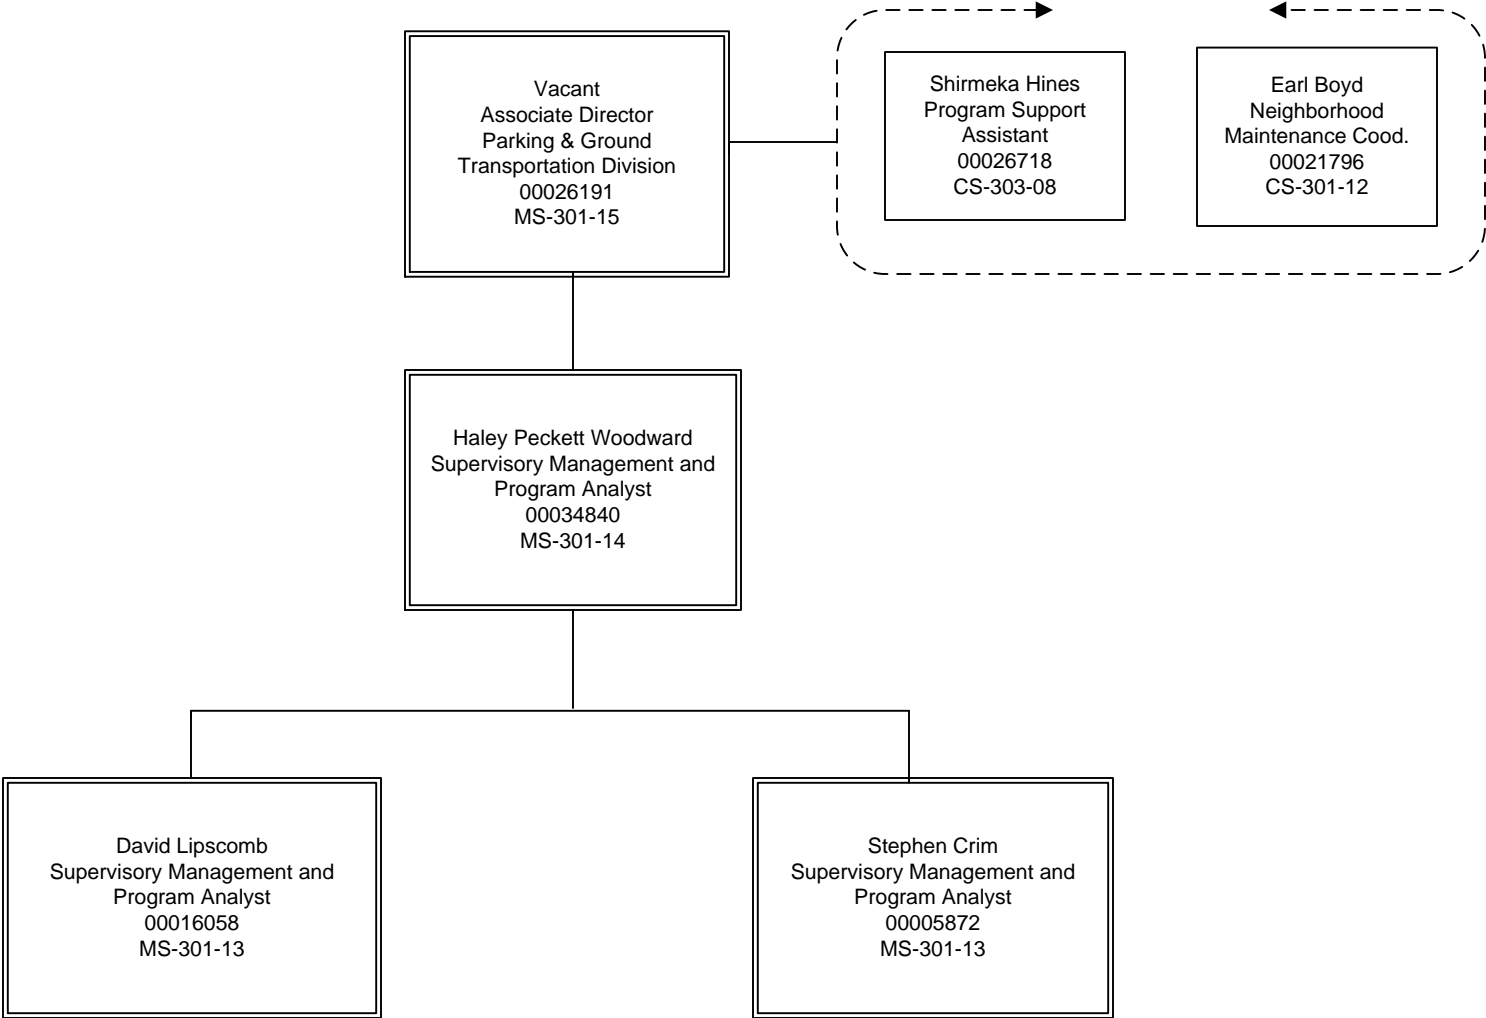 Vacant
Associate Director
Parking & Ground
Transportation Division
00026191
MS-301-15
Shirmeka Hines
Program Support
Assistant
00026718
CS-303-08
Earl Boyd
Neighborhood
Maintenance Cood.
00021796
CS-301-12
Haley Peckett Woodward
Supervisory Management and
Program Analyst
00034840
MS-301-14
David Lipscomb
Supervisory Management and
Program Analyst
00016058
MS-301-13
Stephen Crim
Supervisory Management and
Program Analyst
00005872
MS-301-13